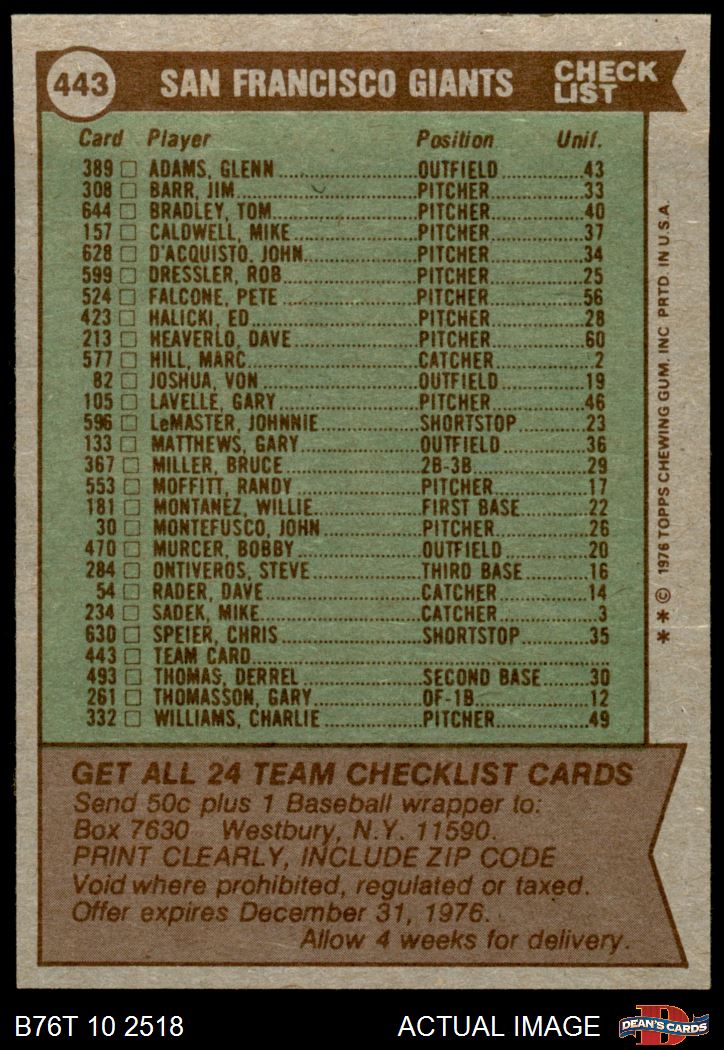 443 SAN FRANCISCO GIANTS CHECK LIST
Card Player Position Unif.
389 □ ADAMS, GLENN OUTFIELD 43
308 □ BARR, JIM PITCHER 33
644 □ BRADLEY, TOM PITCHER 40
157 □ CALDWELL, MIKE PITCHER 37
628 □ D'ACQUISTO, JOHN PITCHER 34
599 □ DRESSLER, ROB PITCHER 25
524 □ FALCONE, PETE PITCHER 56
423 □ HALICKI, ED PITCHER 28
213 □ HEAVERLO, DAVE PITCHER 60
577 □ HILL, MARC CATCHER 2
82 □ JOSHUA, VON OUTFIELD 19
105 □ LAVELLE, GARY PITCHER 46
596 □ LeMASTER, JOHNNIE SHORTSTOP 23
133 □ MATTHEWS, GARY OUTFIELD 36
367 □ MILLER, BRUCE 2B-3B 29
553 □ MOFFITT, RANDY PITCHER 17
181 □ MONTANEZ, WILLIE FIRST BASE 22
30 □ MONTEFUSCO, JOHN PITCHER 26
470 □ MURCER, BOBBY OUTFIELD 20
284 □ ONTIVEROS, STEVE THIRD BASE 16
54 □ RADER, DAVE CATCHER 14
234 □ SADEK, MIKE CATCHER 3
630 □ SPEIER, CHRIS SHORTSTOP 35
443 □ TEAM CARD
493 □ THOMAS, DERREL SECOND BASE 30
261 □ THOMASSON, GARY OF-1B 12
332 □ WILLIAMS, CHARLIE PITCHER 49
* * © 1976 TOPPS CHEWING GUM, INC PRTD. IN U.S.A.
GET ALL 24 TEAM CHECKLIST CARDS
Send 50c plus 1 Baseball wrapper to:
Box 7630 Westbury, N.Y. 11590.
PRINT CLEARLY, INCLUDE ZIP CODE
Void where prohibited, regulated or taxed.
Offer expires December 31, 1976.
Allow 4 weeks for delivery.
B76T 10 2518 ACTUAL IMAGE D DEAN'S CARDS